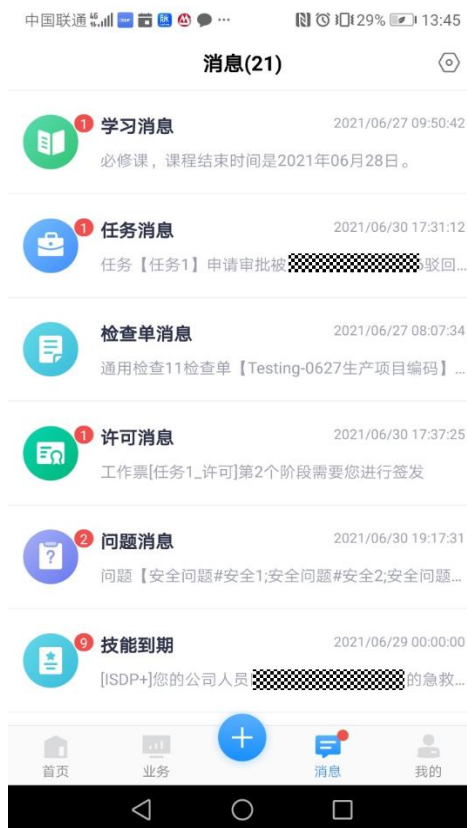 中国联通 29% 13:45
消息(21)
1 学习消息 2021/06/27 09:50:42
必修课，课程结束时间是2021年06月28日。
1 任务消息 2021/06/30 17:31:12
任务【任务1】申请审批被 驳回...
检查单消息 2021/06/27 08:07:34
通用检查11检查单【Testing-0627生产项目编码】...
1 许可消息 2021/06/30 17:37:25
工作票[任务1_许可]第2个阶段需要您进行签发
2 问题消息 2021/06/30 19:17:31
问题【安全问题#安全1;安全问题#安全2;安全问题...
9 技能到期 2021/06/29 00:00:00
[ISDP+]您的公司人员 的急救...
首页 业务 消息 我的